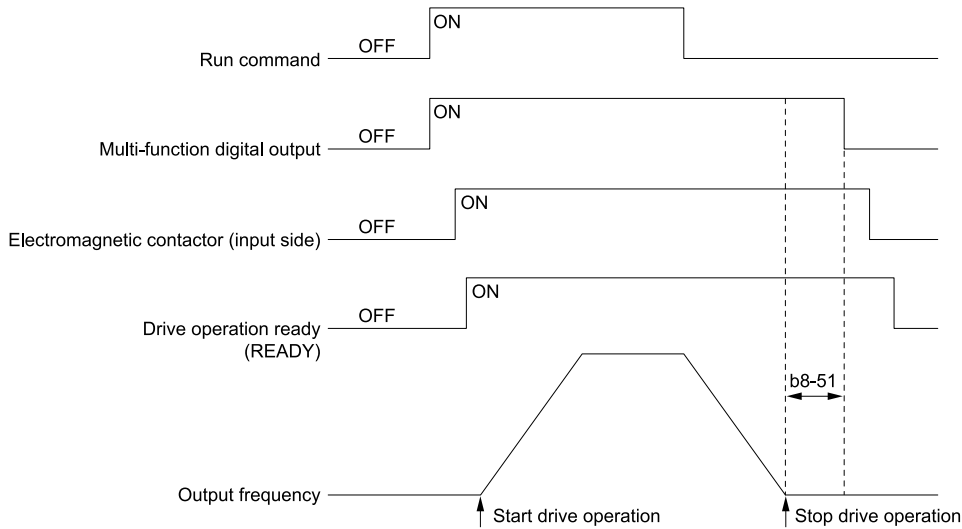 ON
OFF
Run command
ON
OFF
Multi-function digital output
ON
OFF
Electromagnetic contactor (input side)
ON
OFF
Drive operation ready
(READY)
b8-51
Output frequency
Start drive operation
Stop drive operation